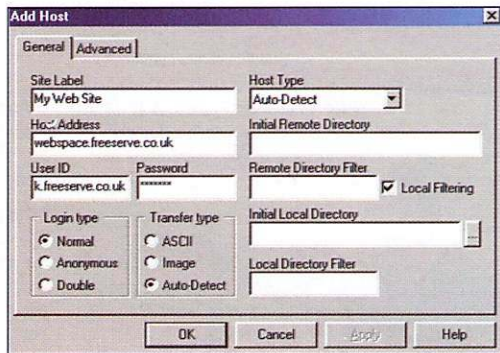 Add Host
General
Advanced
Site Label
My Web Site
Host Address
webspace.freeserve.co.uk
User ID
k.freeserve.co.uk
Password
*******
Login type
Normal
Anonymous
Double
Transfer type
ASCII
Image
Auto-Detect
Host Type
Auto-Detect
Initial Remote Directory
Remote Directory Filter
Local Filtering
Initial Local Directory
...
Local Directory Filter
OK
Cancel
Apply
Help